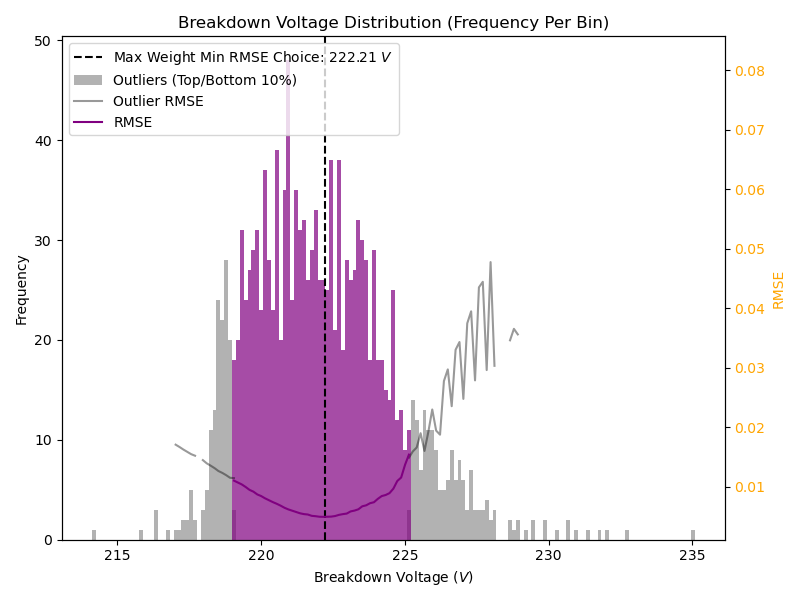 Breakdown Voltage Distribution (Frequency Per Bin)
Max Weight Min RMSE Choice: 222.21 V
Outliers (Top/Bottom 10%)
Outlier RMSE
RMSE
50
40
30
20
10
0
Frequency
0.08
0.07
0.06
0.05
0.04
0.03
0.02
0.01
RMSE
215 220 225 230 235
Breakdown Voltage (V)